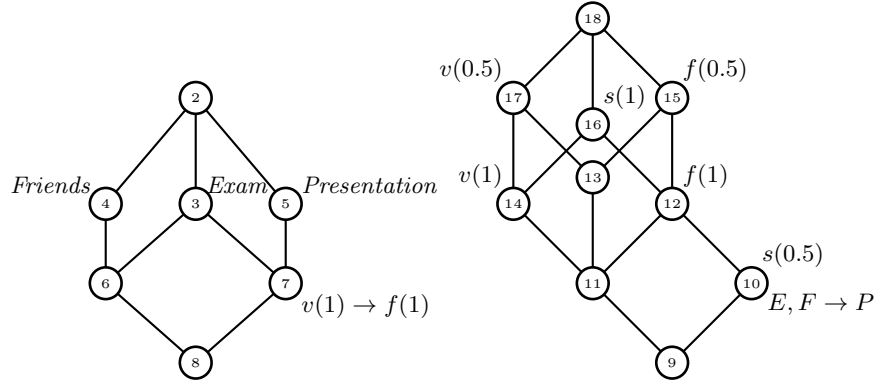 18
v(0.5)
f(0.5)
2
17
s(1)
15
16
Friends
Exam
Presentation
v(1)
13
f(1)
4
3
5
14
12
s(0.5)
6
7
11
10
v(1) → f(1)
E, F → P
8
9